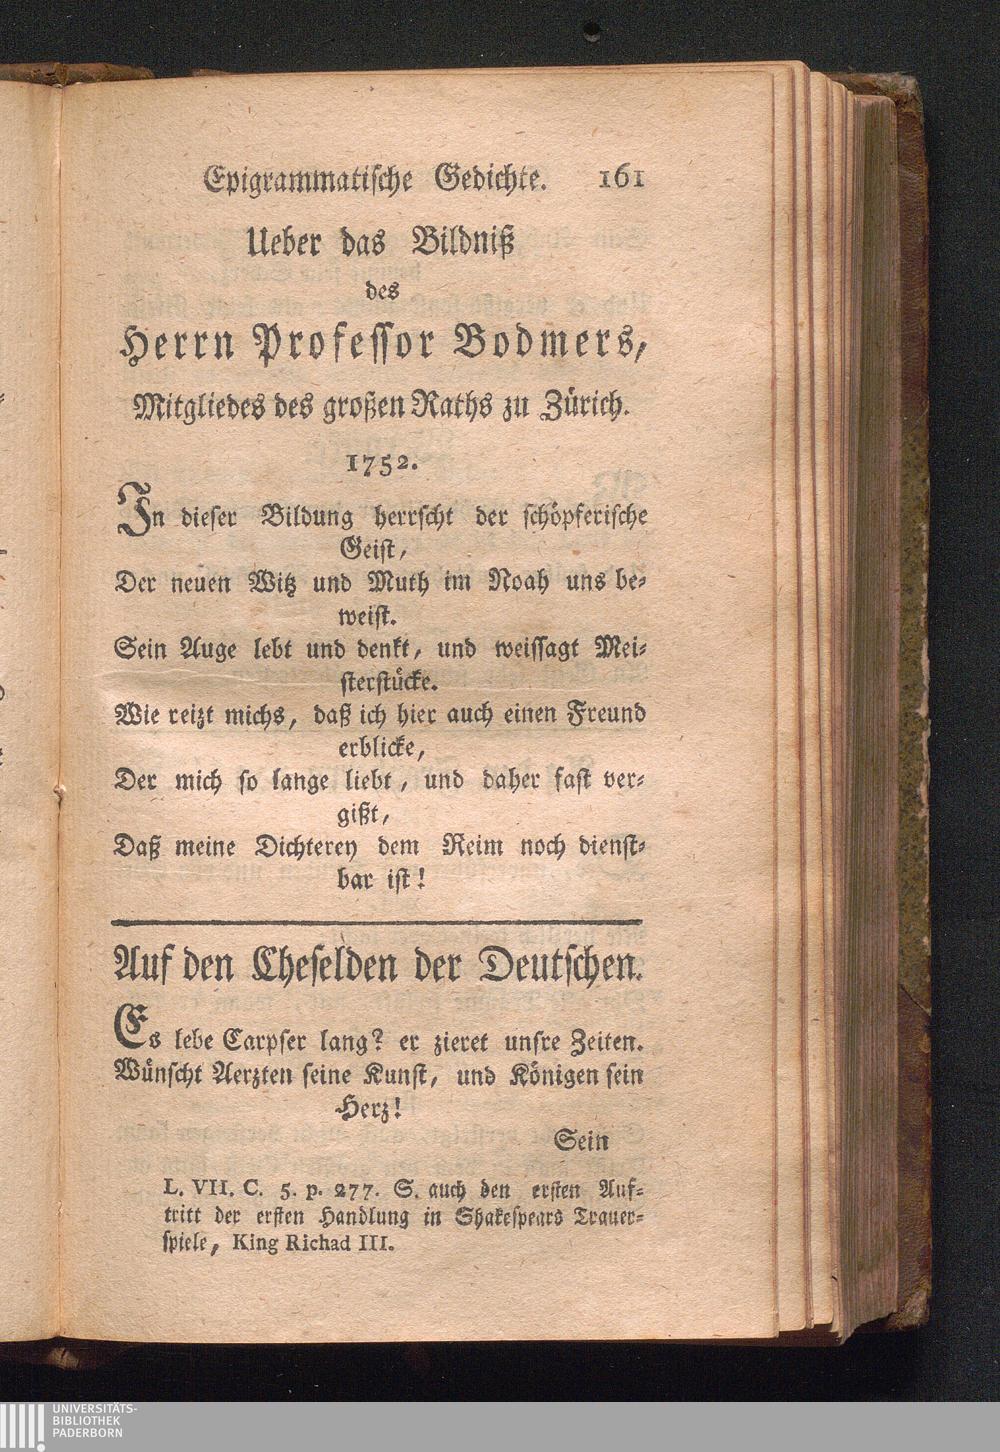 Epigrammatiſche Gedichte. 161
Ueber das Bildniß
des
Herrn Profeſſor Bodmers,
Mitgliedes des großen Raths zu Zürich.
1752.
In dieſer Bildung herrſcht der ſchöpferiſche
Geiſt,
Der neuen Witz und Muth im Noah uns be-
weiſt.
Sein Auge lebt und denkt, und weiſſagt Mei-
ſterſtücke.
Wie reizt michs, daß ich hier auch einen Freund
erblicke,
Der mich ſo lange liebt, und daher faſt ver-
gißt,
Daß meine Dichterey dem Reim noch dienſt-
bar iſt!
Auf den Cheſelden der Deutſchen.
Es lebe Carpſer lang? er zieret unſre Zeiten.
Wünſcht Aerzten ſeine Kunſt, und Königen ſein
Herz!
Sein
L. VII. C. 5. p. 277. S. auch den erſten Auf-
tritt der erſten Handlung in Shakeſpears Trauer-
ſpiele, King Richad III.
UNIVERSITÄTS-
BIBLIOTHEK
PADERBORN